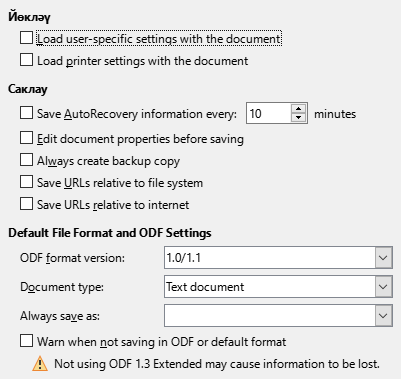 Йөкләү
Load user-specific settings with the document
Load printer settings with the document
Саклау
Save AutoRecovery information every: 10 minutes
Edit document properties before saving
Always create backup copy
Save URLs relative to file system
Save URLs relative to internet
Default File Format and ODF Settings
ODF format version: 1.0/1.1
Document type: Text document
Always save as:
Warn when not saving in ODF or default format
Not using ODF 1.3 Extended may cause information to be lost.